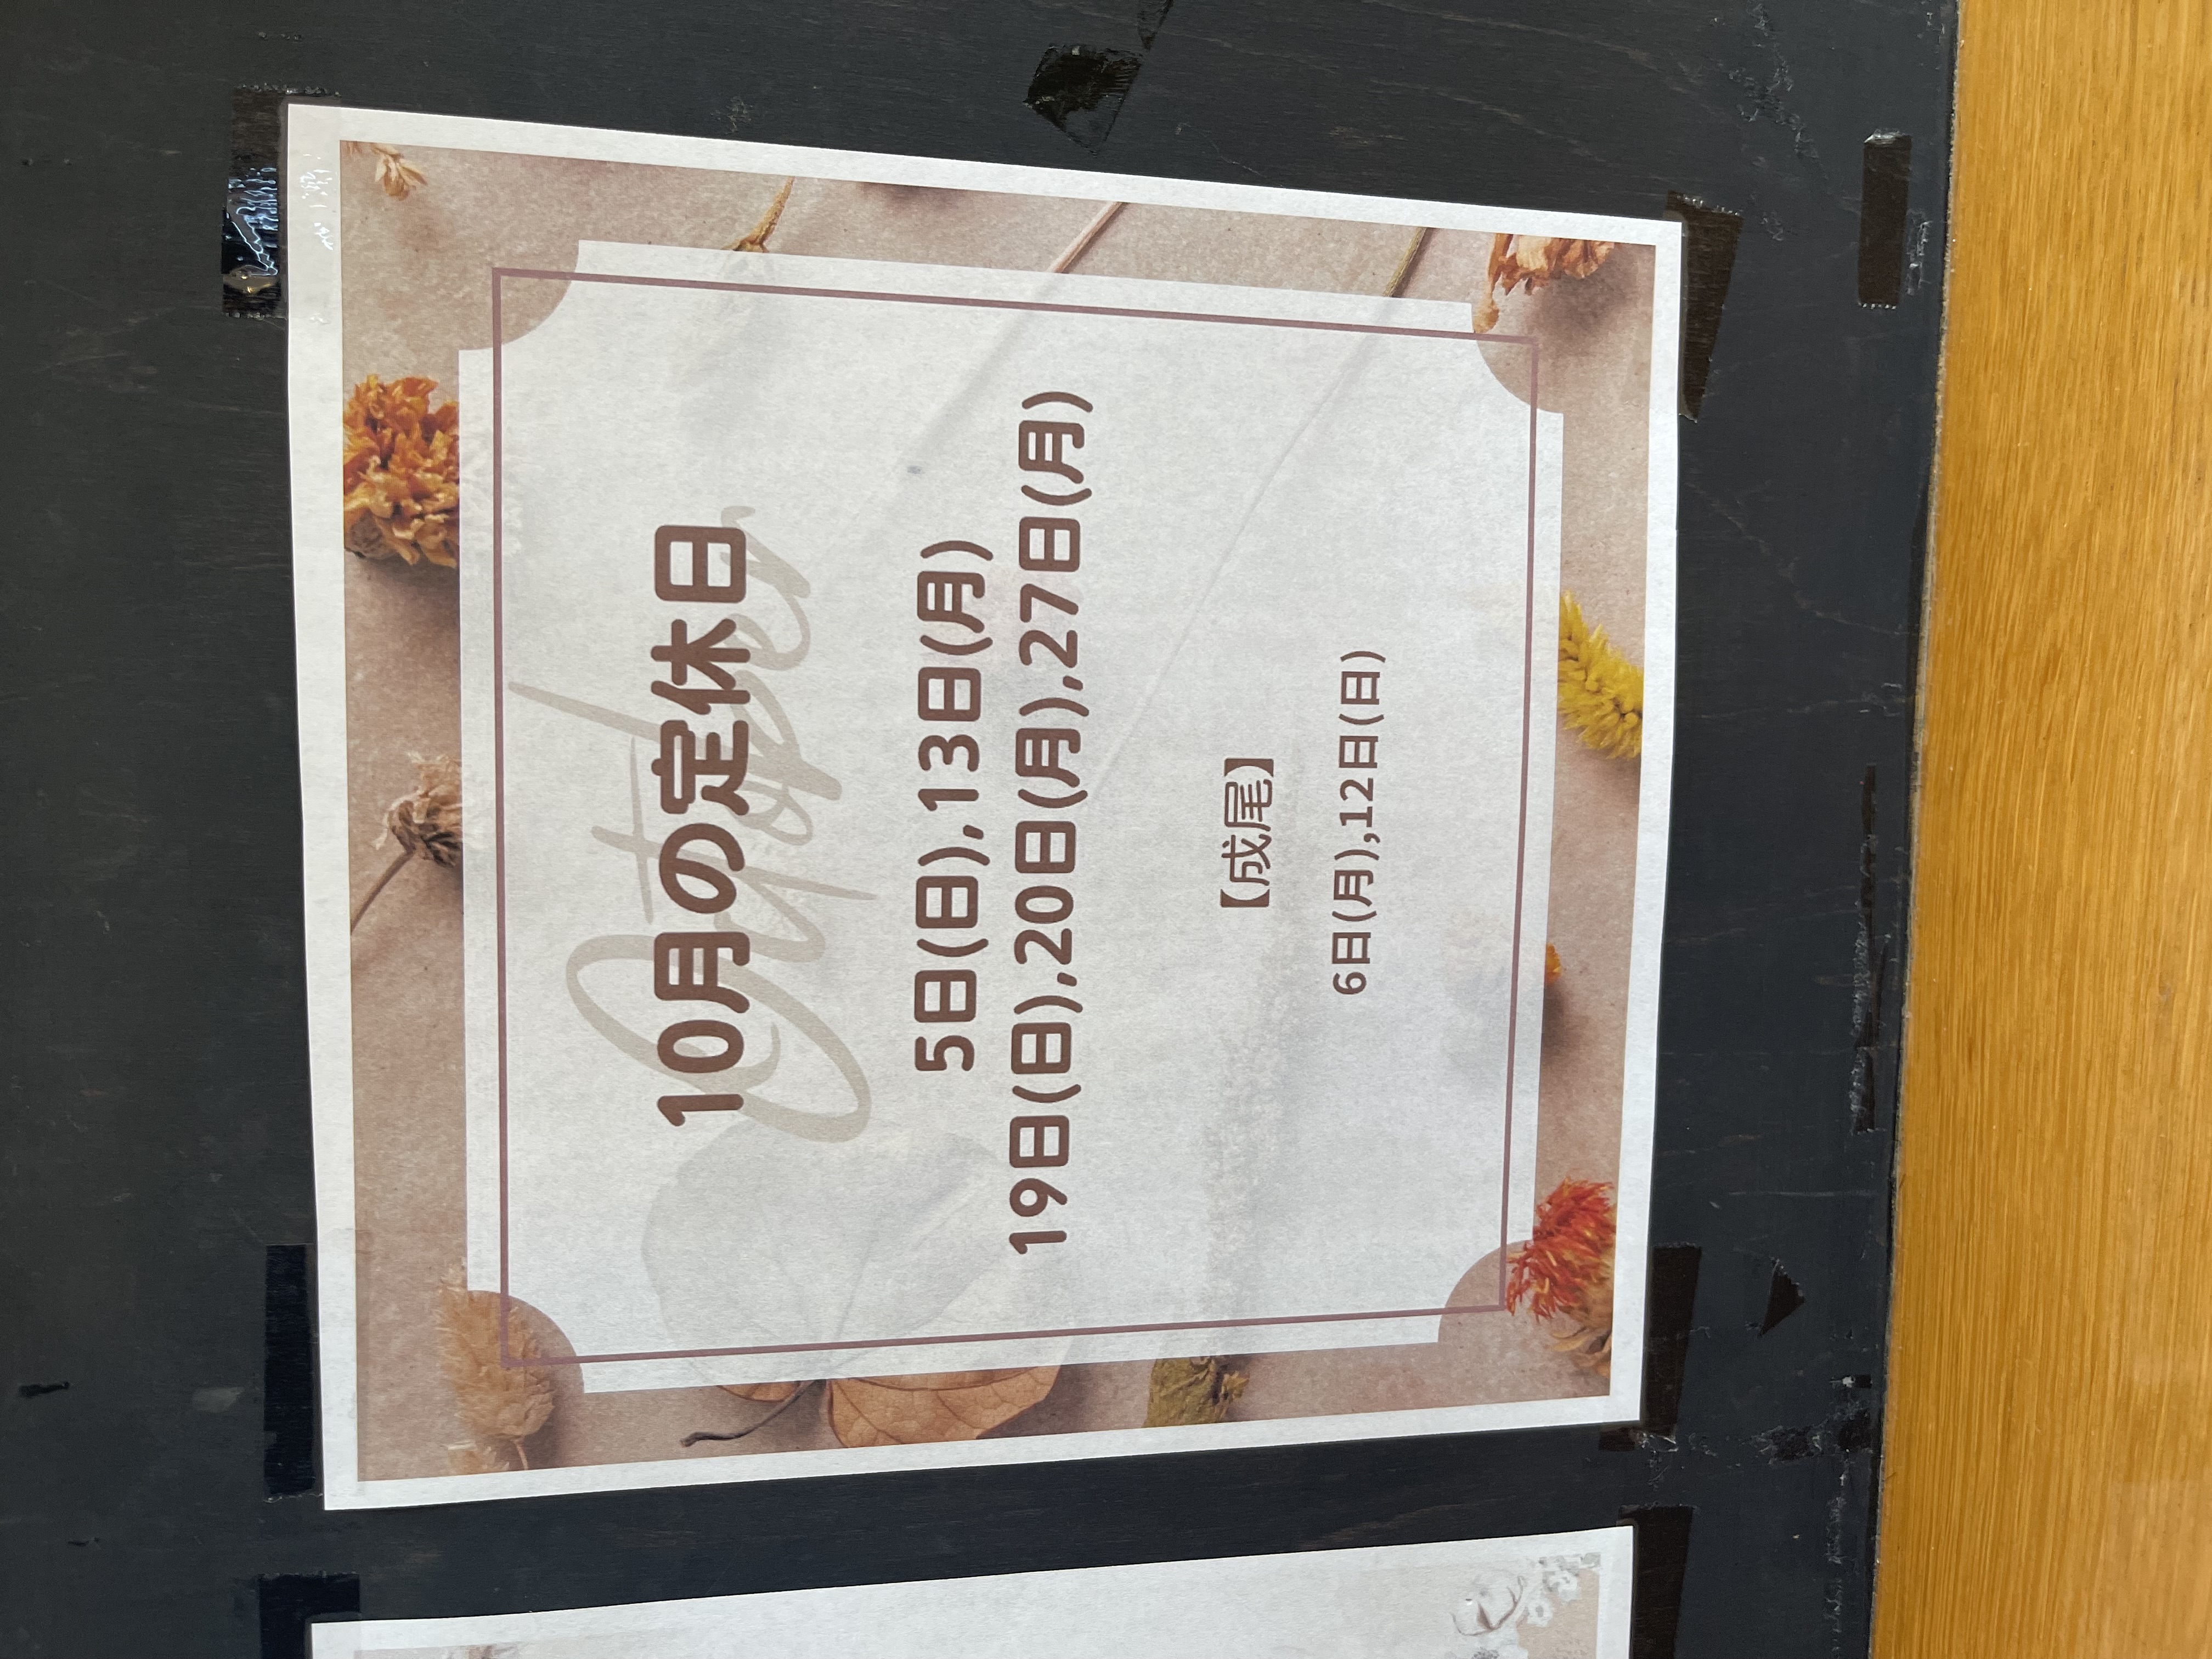 October
10月の定休日
5日(日),13日(月)
19日(日),20日(月),27日(月)
【成尾】
6日(月),12日(日)